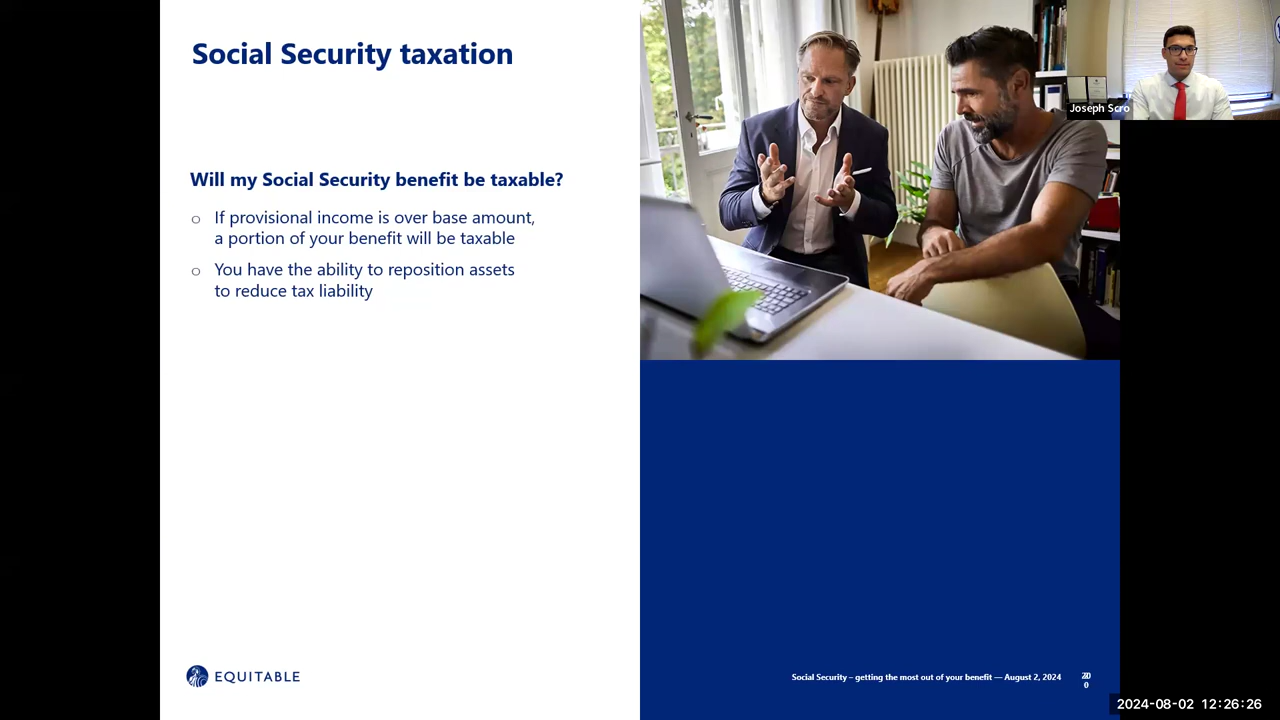 Social Security taxation
Will my Social Security benefit be taxable?
o If provisional income is over base amount,
a portion of your benefit will be taxable
o You have the ability to reposition assets
to reduce tax liability
EQUITABLE
Social Security – getting the most out of your benefit — August 2, 2024
Joseph Scro
2024-08-02 12:26:26